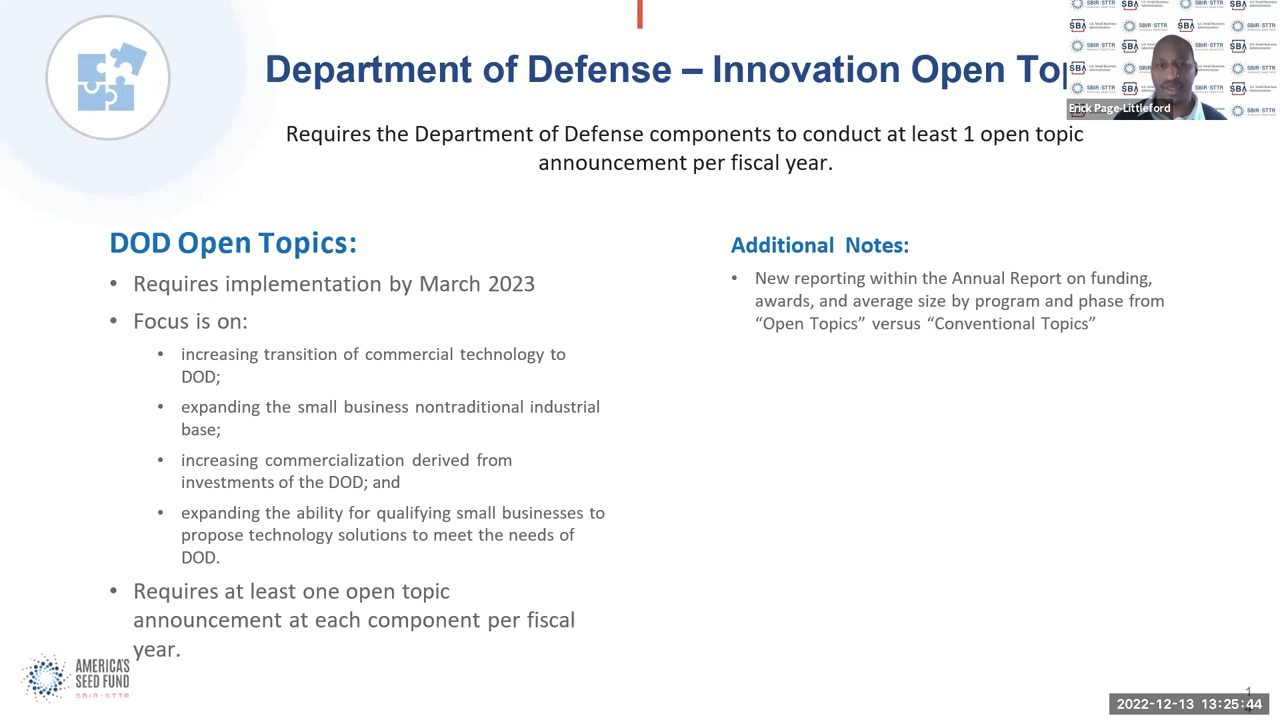 Department of Defense – Innovation Open
Erick Page-Littleford
Requires the Department of Defense components to conduct at least 1 open topic
announcement per fiscal year.
DOD Open Topics:
• Requires implementation by March 2023
• Focus is on:
• increasing transition of commercial technology to
DOD;
• expanding the small business nontraditional industrial
base;
• increasing commercialization derived from
investments of the DOD; and
• expanding the ability for qualifying small businesses to
propose technology solutions to meet the needs of
DOD.
• Requires at least one open topic
announcement at each component per fiscal
year.
Additional Notes:
• New reporting within the Annual Report on funding,
awards, and average size by program and phase from
“Open Topics” versus “Conventional Topics”
AMERICA'S
SEED FUND
SBIR·STTR
2022-12-13 13:25:44
SBA
SBIR·STTR